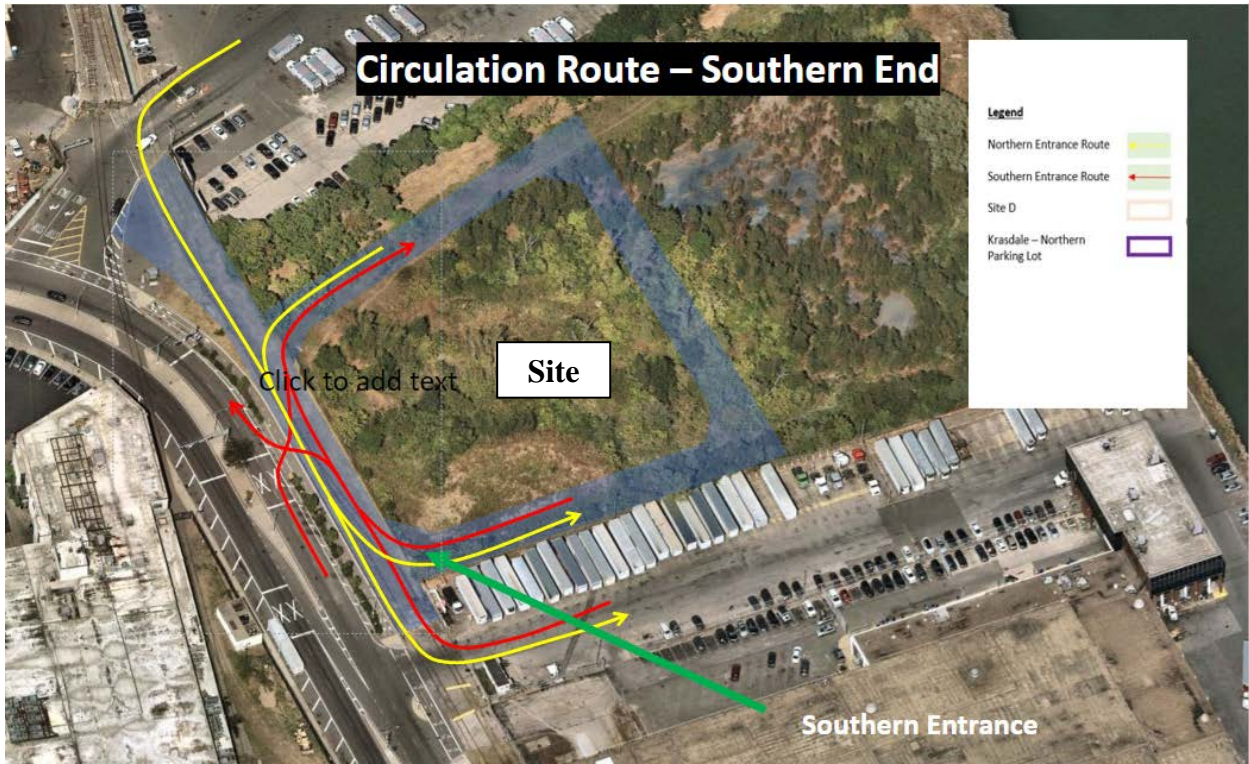 Circulation Route – Southern End
Legend
Northern Entrance Route
Southern Entrance Route
Site D
Krasdale – Northern
Parking Lot
Click to add text
Site
Southern Entrance